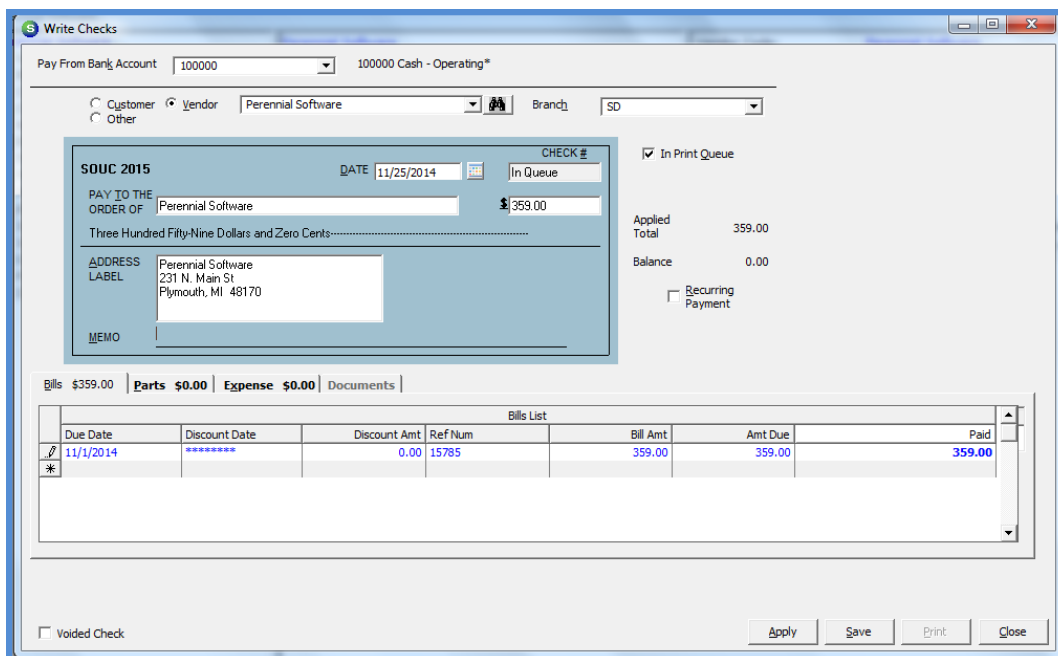 Write Checks
Pay From Bank Account 100000 100000 Cash - Operating*
Customer Vendor Perennial Software Branch SD
Other
CHECK #
SOUC 2015 DATE 11/25/2014 In Queue In Print Queue
PAY TO THE
ORDER OF Perennial Software $ 359.00
Applied
Total 359.00
Three Hundred Fifty-Nine Dollars and Zero Cents------------------------------------------------------------------
ADDRESS
LABEL
Perennial Software
231 N. Main St
Plymouth, MI 48170
Balance 0.00
Recurring
Payment
MEMO
Bills $359.00 Parts $0.00 Expense $0.00 Documents
Bills List
Due Date Discount Date Discount Amt Ref Num Bill Amt Amt Due Paid
11/1/2014 ******** 0.00 15785 359.00 359.00 359.00
Voided Check Apply Save Print Close